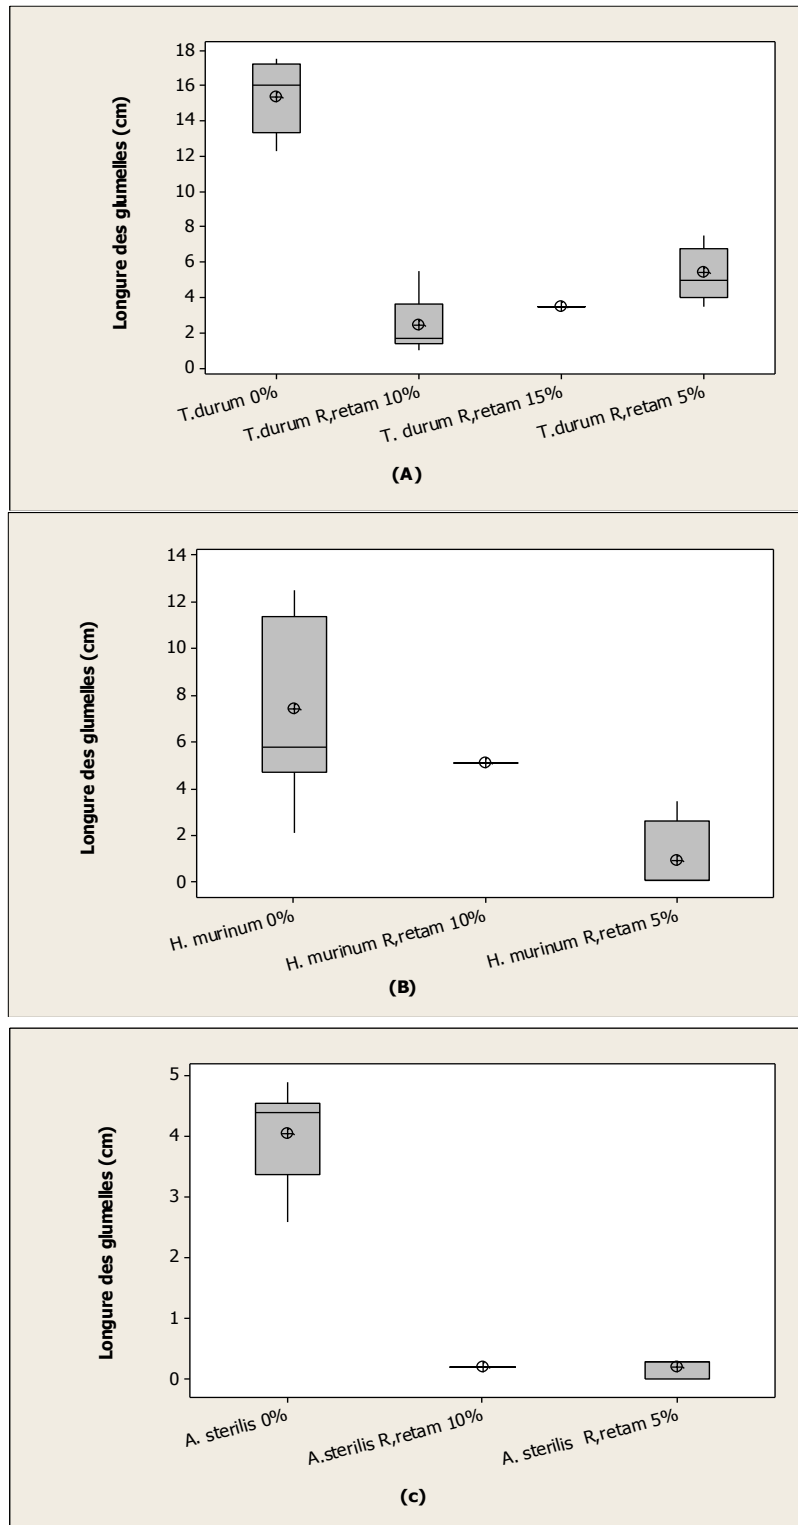 Longure des glumelles (cm)
18
16
14
12
10
8
6
4
2
0
T.durum 0%
T.durum R,retam 10%
T. durum R,retam 15%
T.durum R,retam 5%
(A)
Longure des glumelles (cm)
14
12
10
8
6
4
2
0
H. murinum 0%
H. murinum R,retam 10%
H. murinum R,retam 5%
(B)
Longure des glumelles (cm)
5
4
3
2
1
0
A. sterilis 0%
A.sterilis R,retam 10%
A. sterilis R,retam 5%
(c)